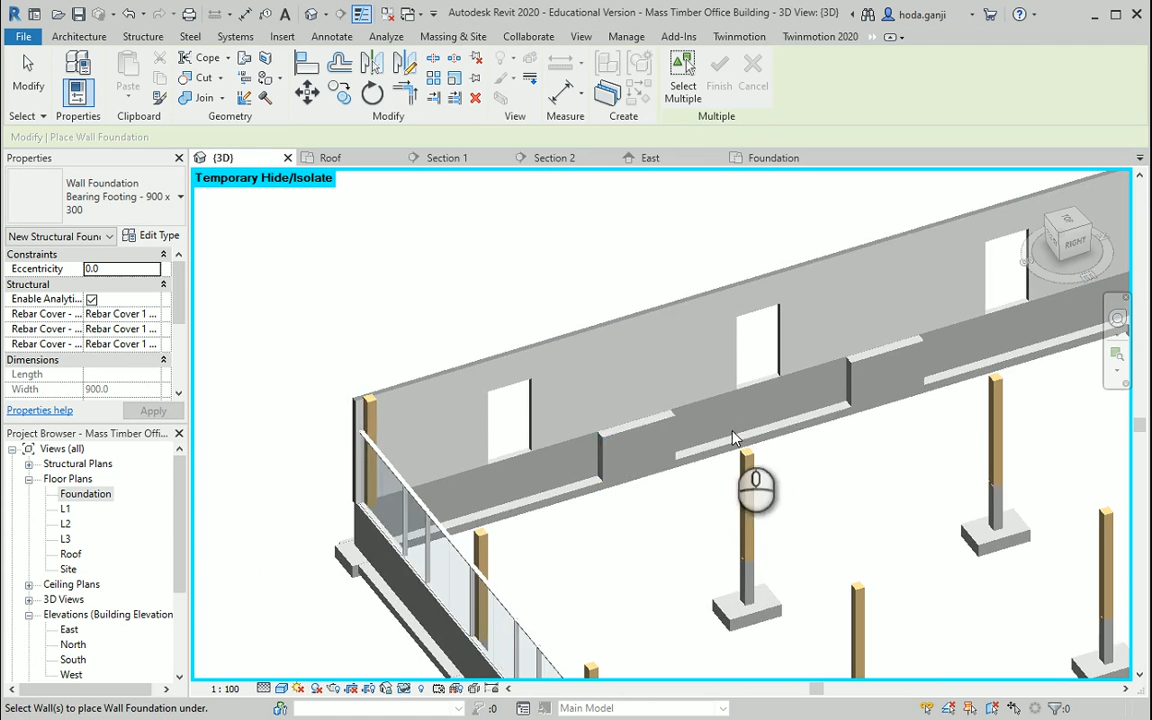 Autodesk Revit 2020 - Educational Version - Mass Timber Office Building - 3D View: {3D}
hoda.ganji
File Architecture Structure Steel Systems Insert Annotate Analyze Massing & Site Collaborate View Manage Add-Ins Twinmotion Twinmotion 2020
Modify
Paste
Cope
Cut
Join
Select Multiple
Finish
Cancel
Select
Properties
Clipboard
Geometry
Modify
View
Measure
Create
Multiple
Modify | Place Wall Foundation
Properties
{3D}
Roof
Section 1
Section 2
East
Foundation
Temporary Hide/Isolate
Wall Foundation
Bearing Footing - 900 x
300
New Structural Foun
Edit Type
Constraints
Eccentricity 0.0
Structural
Enable Analyti...
Rebar Cover - ... Rebar Cover 1 ...
Rebar Cover - ... Rebar Cover 1 ...
Rebar Cover - ... Rebar Cover 1 ...
Dimensions
Length
Width 900.0
Properties help
Apply
Project Browser - Mass Timber Offi...
Views (all)
Structural Plans
Floor Plans
Foundation
L1
L2
L3
Roof
Site
Ceiling Plans
3D Views
Elevations (Building Elevation
East
North
South
West
TOP
RIGHT
1 : 100
Select Wall(s) to place Wall Foundation under.
:0
Main Model
:0